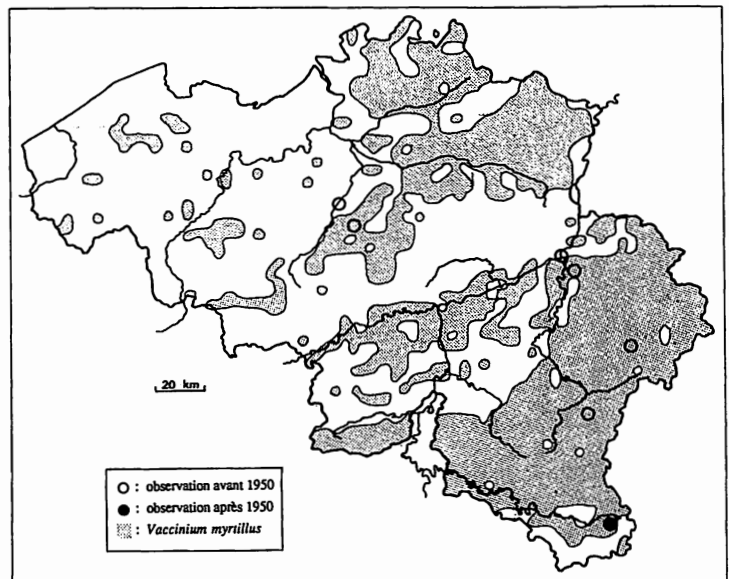 20 km
○ : observation avant 1950
● : observation après 1950
: Vaccinium myrtillus